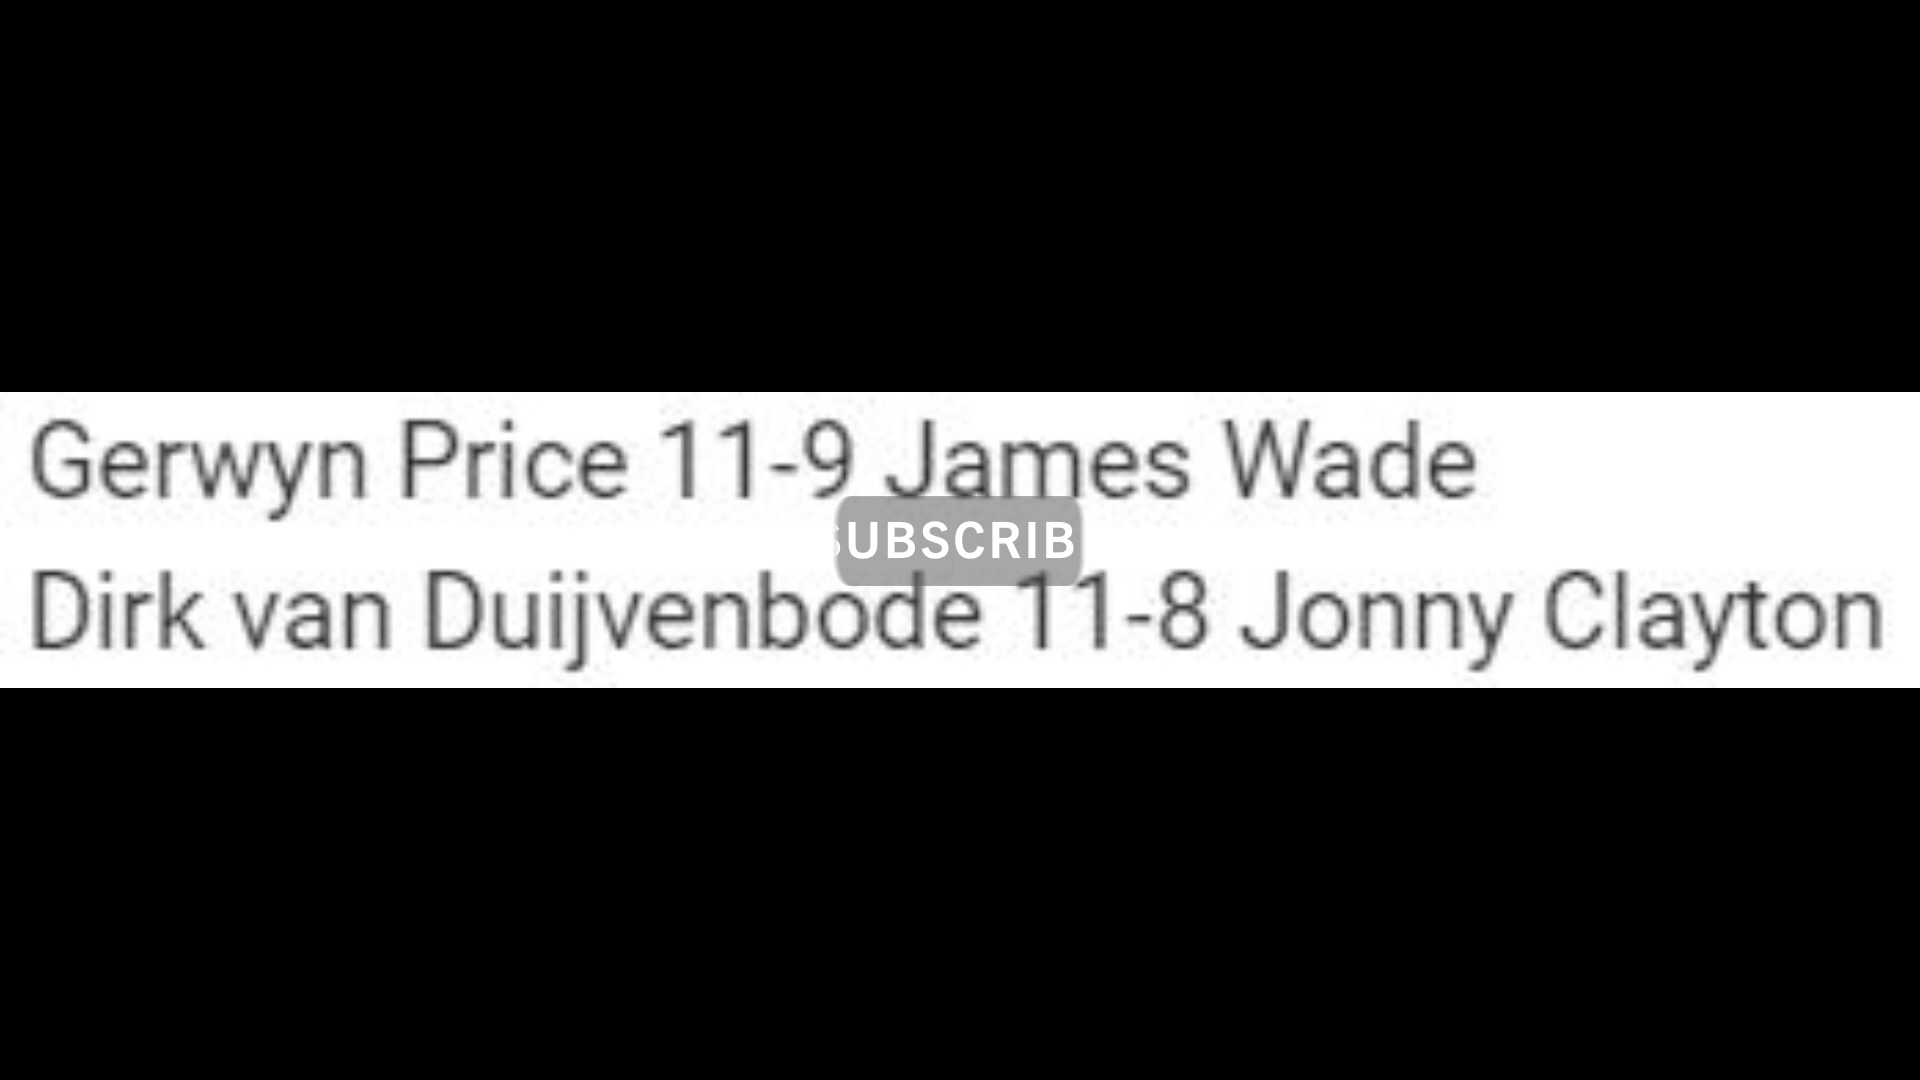 Gerwyn Price 11-9 James Wade
SUBSCRIB
Dirk van Duijvenbode 11-8 Jonny Clayton